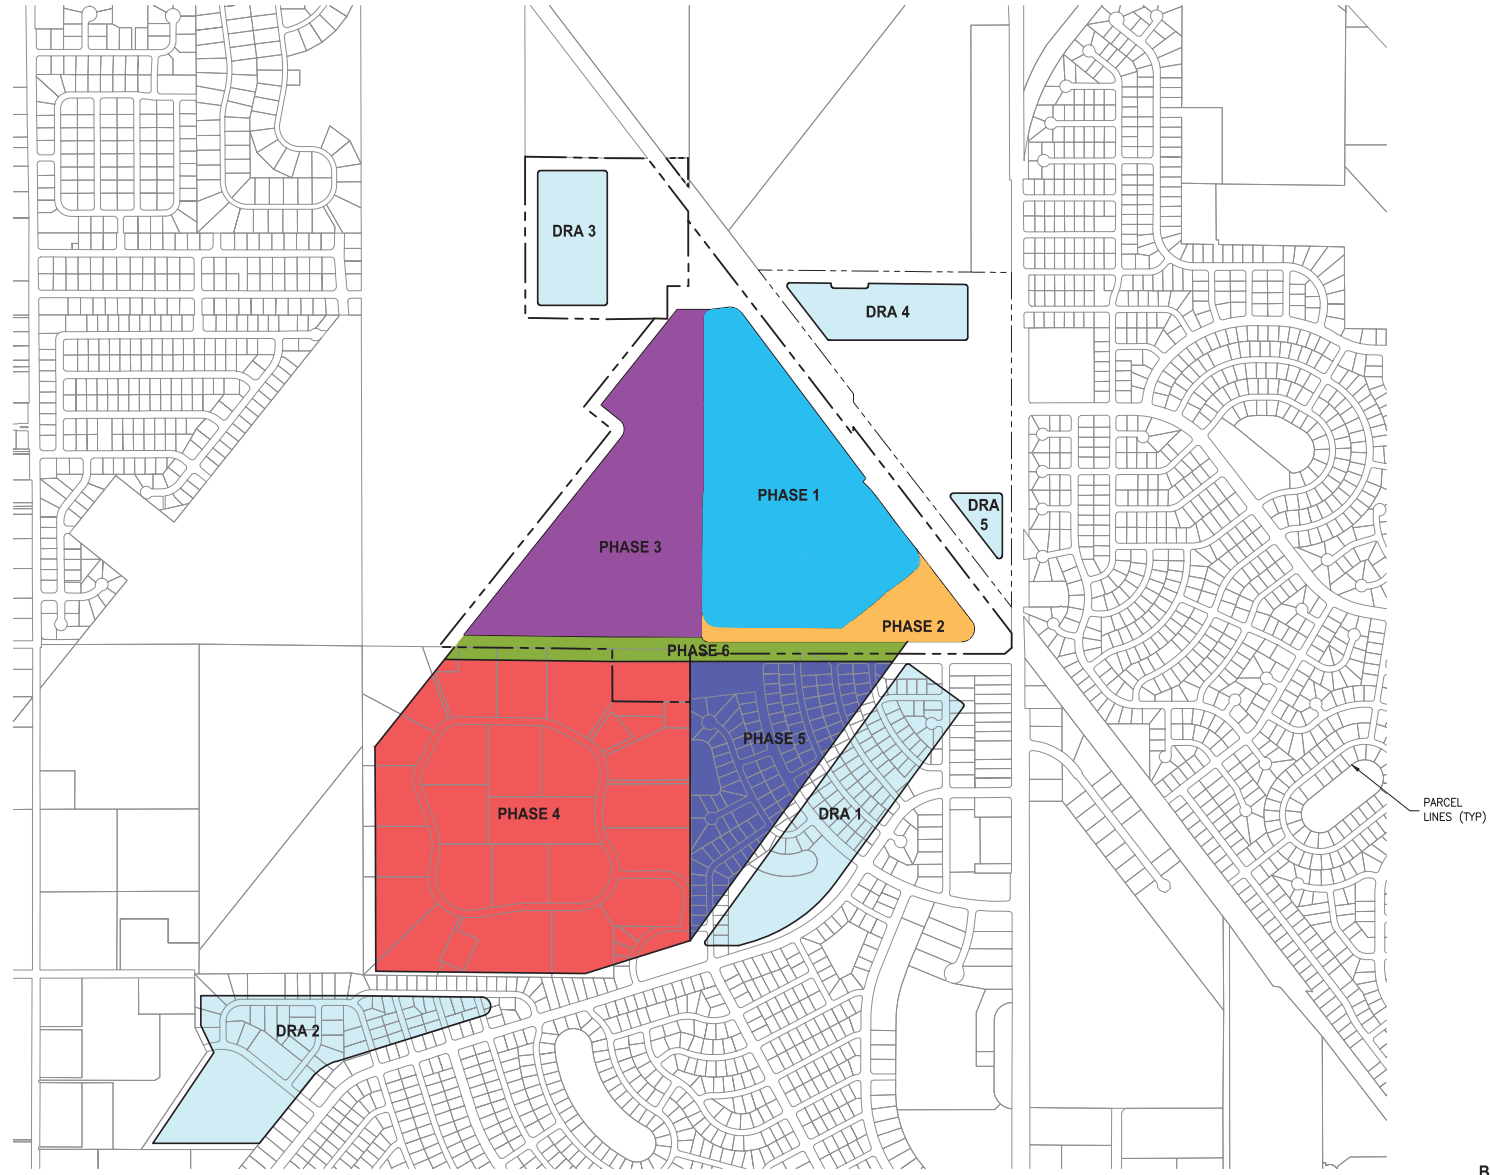 DRA 3
DRA 4
PHASE 1
DRA
5
PHASE 3
PHASE 2
PHASE 6
PHASE 5
PHASE 4
DRA 1
PARCEL
LINES (TYP)
DRA 2
B